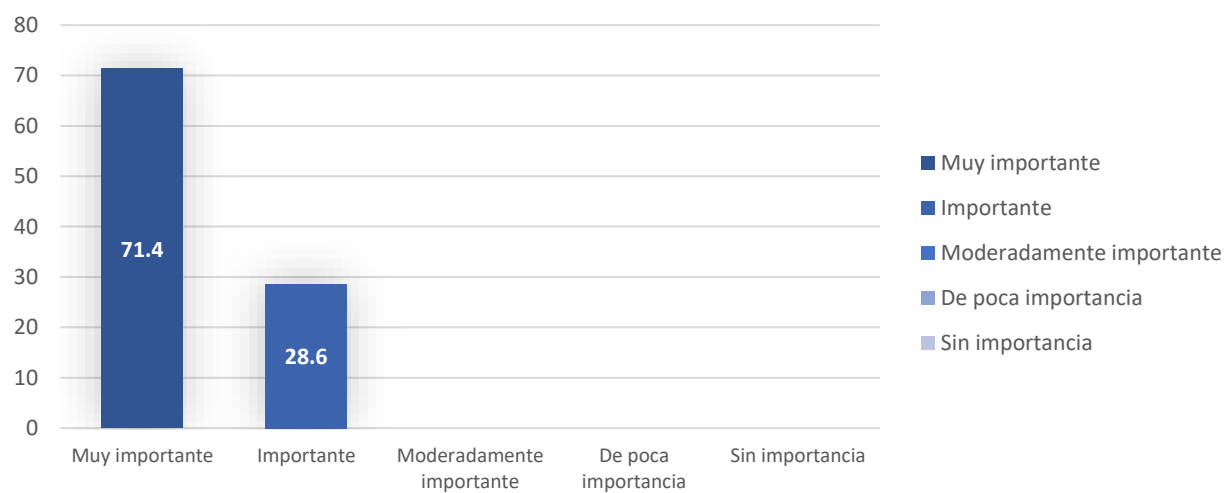 80
70
60
50
40
30
20
10
0
71.4
28.6
Muy importante
Importante
Moderadamente
importante
De poca
importancia
Sin importancia
Muy importante
Importante
Moderadamente importante
De poca importancia
Sin importancia